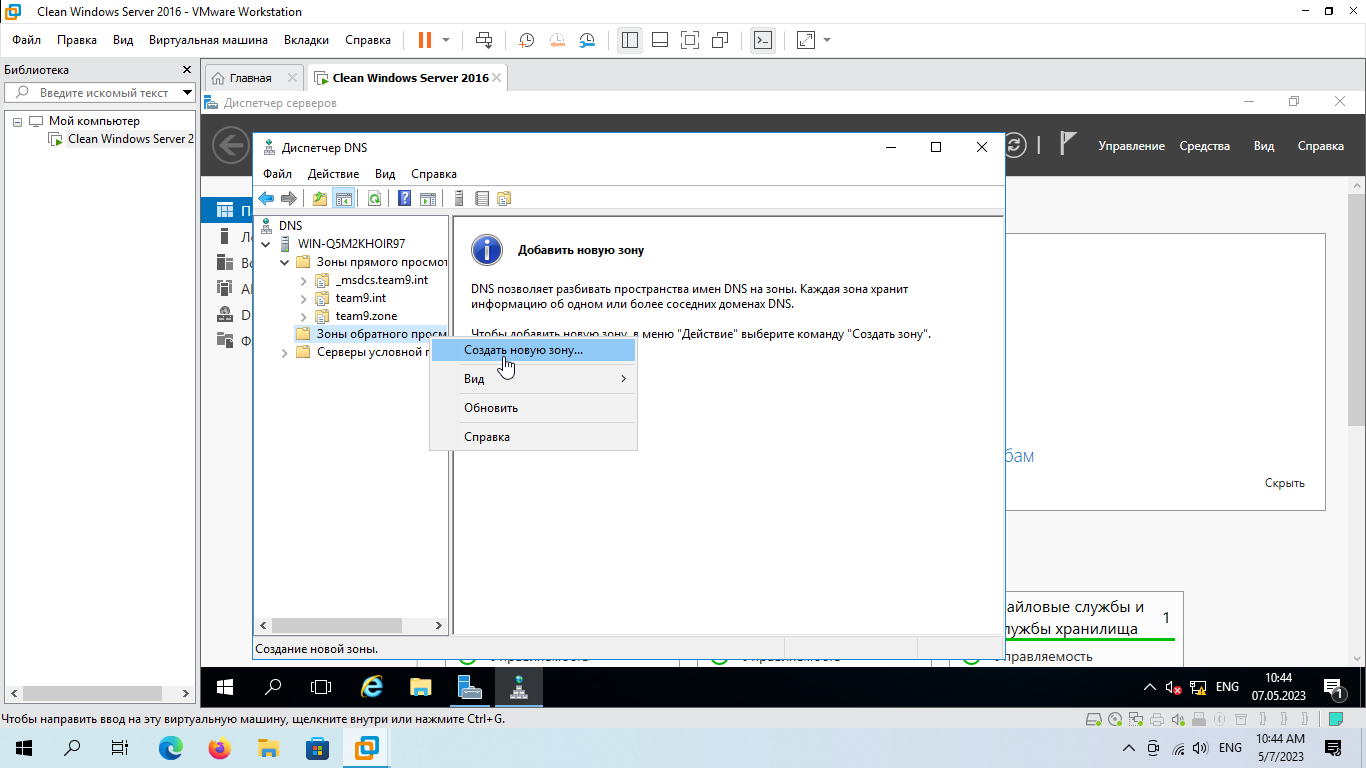 Clean Windows Server 2016 - VMware Workstation
Файл Правка Вид Виртуальная машина Вкладки Справка
Библиотека
Введите искомый текст
Мой компьютер
Clean Windows Server 2
Главная
Clean Windows Server 2016
Диспетчер серверов
Управление Средства Вид Справка
Диспетчер DNS
Файл Действие Вид Справка
DNS
WIN-Q5M2KHOIR97
Зоны прямого просмот
_msdcs.team9.int
team9.int
team9.zone
Зоны обратного просм
Серверы условной п
Добавить новую зону
DNS позволяет разбивать пространства имен DNS на зоны. Каждая зона хранит
информацию об одном или более соседних доменах DNS.
Чтобы добавить новую зону, в меню "Действие" выберите команду "Создать зону".
Создать новую зону...
Вид
Обновить
Справка
П
Ло
Вс
AD
D
Ф
бам
Скрыть
айловые службы и
лужбы хранилища
1
Управляемость
Управляемость
Управляемость
Создание новой зоны.
ENG
10:44
07.05.2023
1
Чтобы направить ввод на эту виртуальную машину, щелкните внутри или нажмите Ctrl+G.
ENG
10:44 AM
5/7/2023